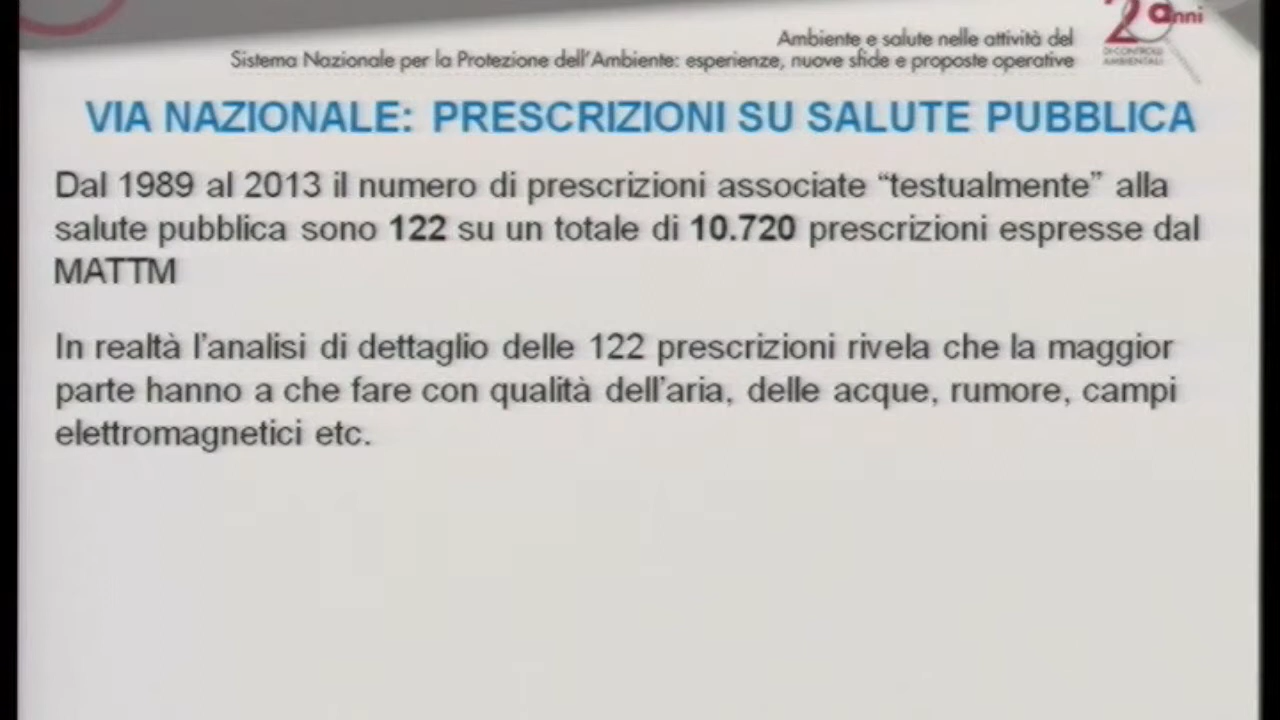 Ambiente e salute nelle attività del
Sistema Nazionale per la Protezione dell'Ambiente: esperienze, nuove sfide e proposte operative
20 anni
DI CONTROLLI
AMBIENTALI
VIA NAZIONALE: PRESCRIZIONI SU SALUTE PUBBLICA
Dal 1989 al 2013 il numero di prescrizioni associate “testualmente” alla
salute pubblica sono 122 su un totale di 10.720 prescrizioni espresse dal
MATTM
In realtà l'analisi di dettaglio delle 122 prescrizioni rivela che la maggior
parte hanno a che fare con qualità dell'aria, delle acque, rumore, campi
elettromagnetici etc.